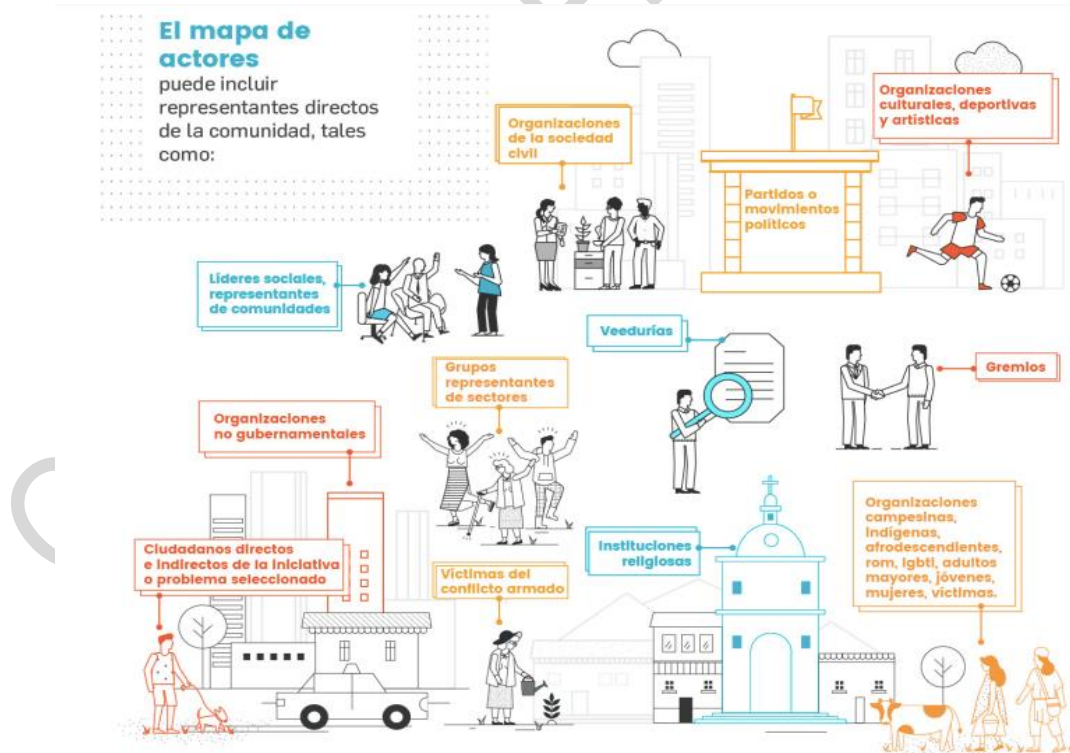 El mapa de
actores
puede incluir
representantes directos
de la comunidad, tales
como:
Organizaciones
de la sociedad
civil
Partidos o
movimientos
políticos
Organizaciones
culturales, deportivas
y artísticas
Líderes sociales,
representantes
de comunidades
Veedurías
Gremios
Grupos
representantes
de sectores
Organizaciones
no gubernamentales
Ciudadanos directos
e indirectos de la iniciativa
o problema seleccionado
Víctimas del
conflicto armado
Instituciones
religiosas
Organizaciones
campesinas,
indígenas,
afrodescendientes,
rom, lgbti, adultos
mayores, jóvenes,
mujeres, víctimas.